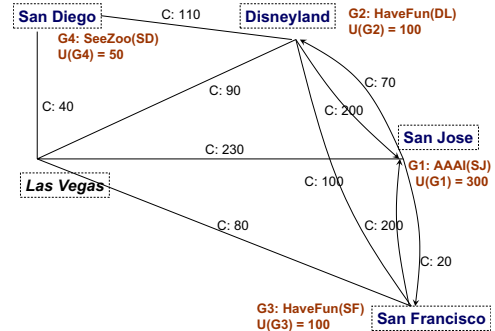 San Diego
C: 110
Disneyland
G2: HaveFun(DL)
U(G2) = 100
G4: SeeZoo(SD)
U(G4) = 50
C: 40
C: 90
C: 70
C: 200
San Jose
C: 230
G1: AAAI(SJ)
U(G1) = 300
Las Vegas
C: 100
C: 80
C: 200
C: 20
G3: HaveFun(SF)
U(G3) = 100
San Francisco